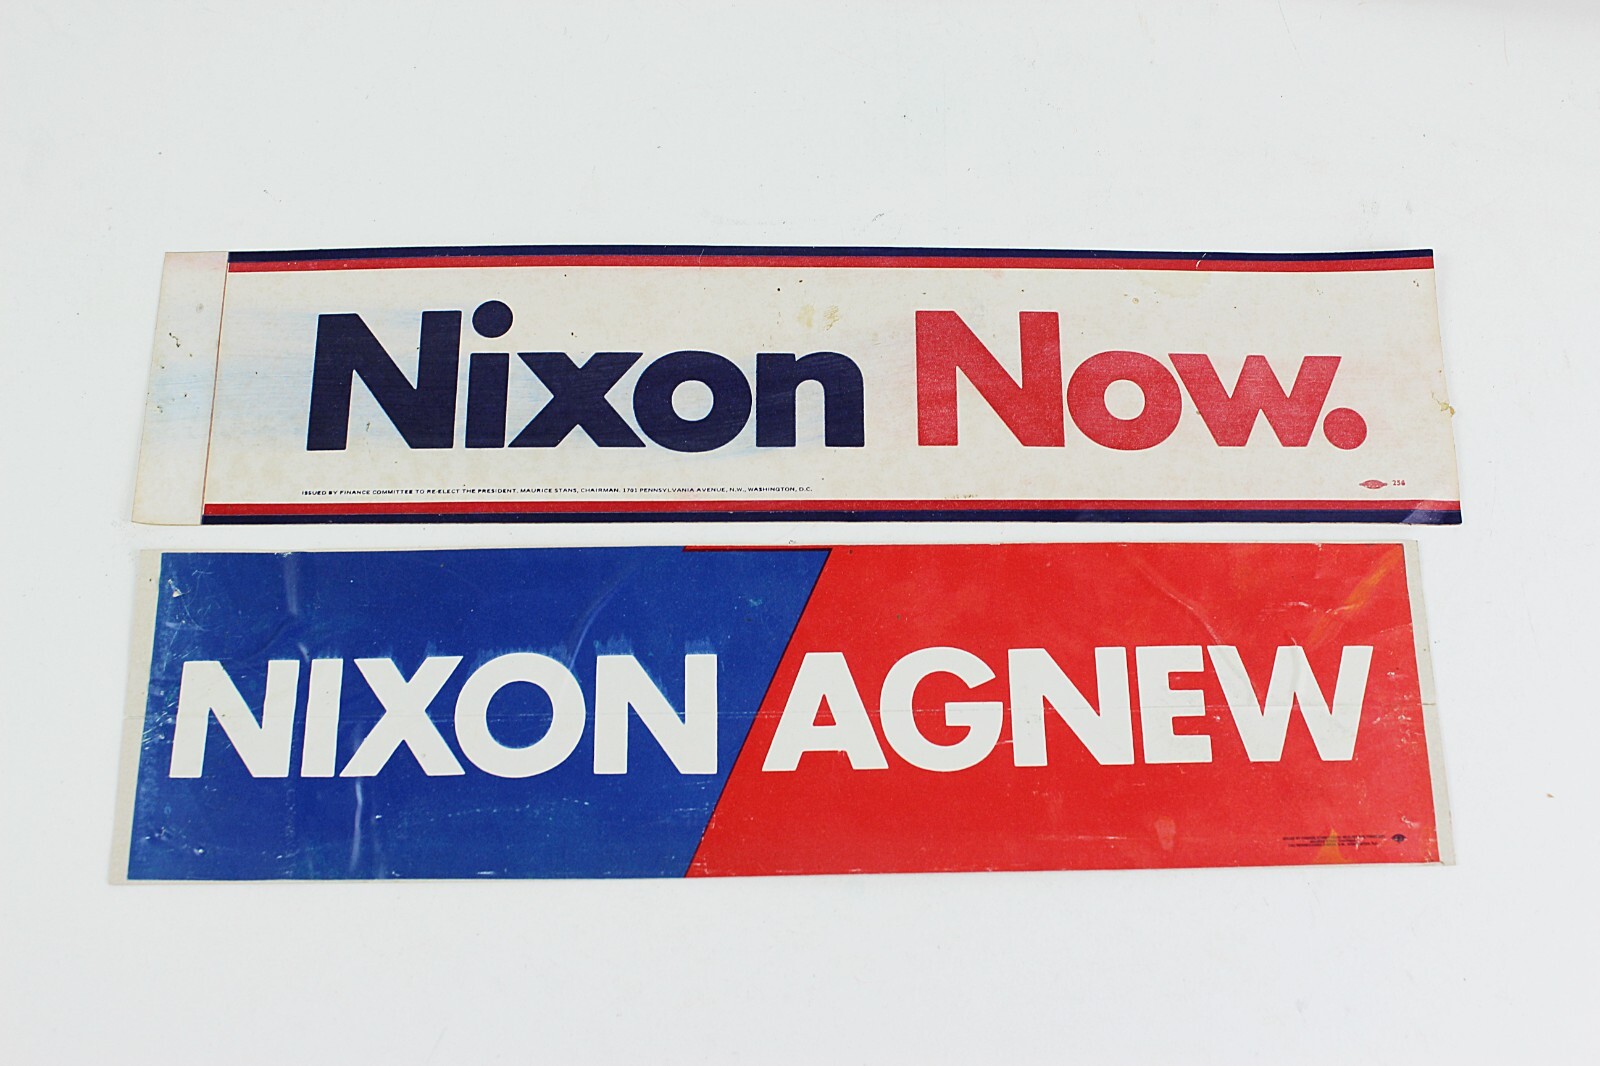 Nixon Now.
ISSUED BY FINANCE COMMITTEE TO RE-ELECT THE PRESIDENT, MAURICE STANS, CHAIRMAN. 1701 PENNSYLVANIA AVENUE, N.W., WASHINGTON, D.C.
256
NIXON AGNEW